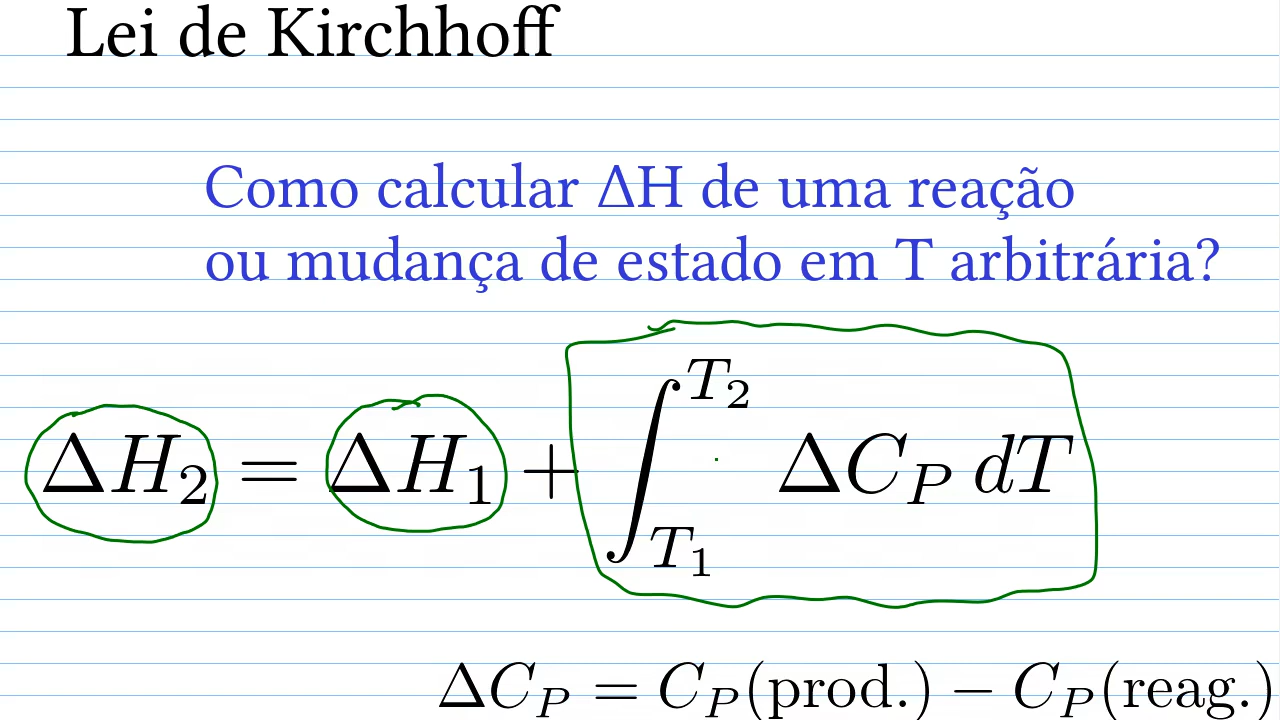 Lei de Kirchhoff
Como calcular ΔH de uma reação
ou mudança de estado em T arbitrária?
ΔH₂ = ΔH₁ + ∫_{T₁}^{T₂} ΔC_P dT
ΔC_P = C_P(prod.) − C_P(reag.)